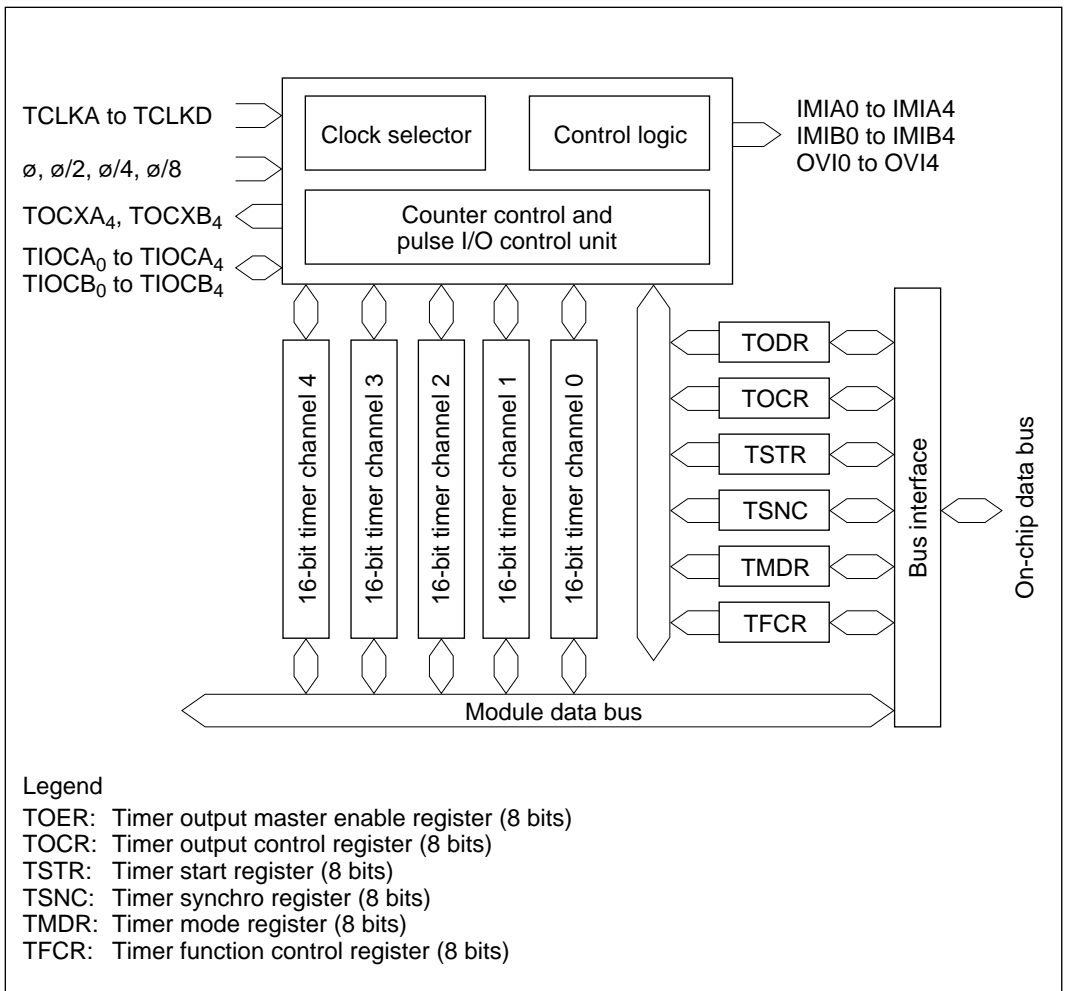 TCLKA to TCLKD
ø, ø/2, ø/4, ø/8
TOCXA4, TOCXB4
TIOCA0 to TIOCA4
TIOCB0 to TIOCB4
Clock selector
Control logic
Counter control and
pulse I/O control unit
IMIA0 to IMIA4
IMIB0 to IMIB4
OVI0 to OVI4
16-bit timer channel 4
16-bit timer channel 3
16-bit timer channel 2
16-bit timer channel 1
16-bit timer channel 0
TODR
TOCR
TSTR
TSNC
TMDR
TFCR
Bus interface
On-chip data bus
Module data bus
Legend
TOER: Timer output master enable register (8 bits)
TOCR: Timer output control register (8 bits)
TSTR: Timer start register (8 bits)
TSNC: Timer synchro register (8 bits)
TMDR: Timer mode register (8 bits)
TFCR: Timer function control register (8 bits)